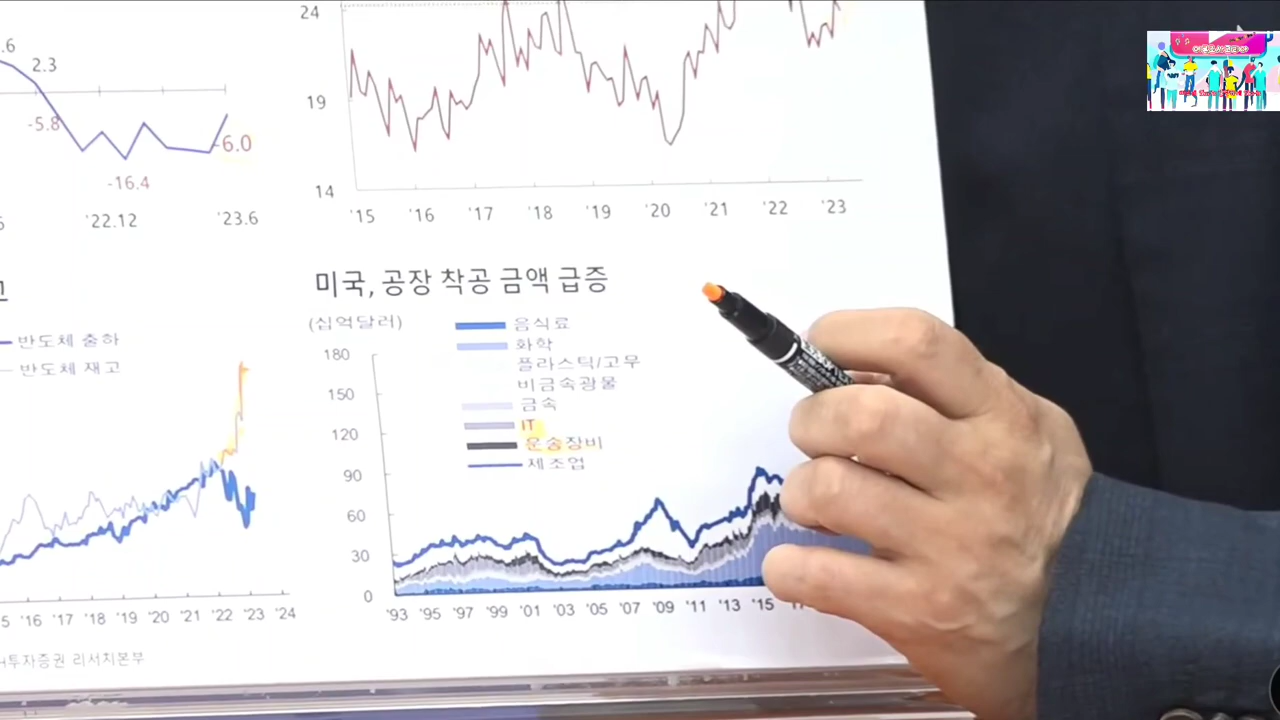 24
19
14
'15 '16 '17 '18 '19 '20 '21 '22 '23
.6
2.3
-5.8
-6.0
-16.4
'22.12 '23.6
미국, 공장 착공 금액 급증
(십억달러)
음식료
화학
플라스틱/고무
비금속광물
금속
IT
운송장비
제조업
180
150
120
90
60
30
0
'93 '95 '97 '99 '01 '03 '05 '07 '09 '11 '13 '15
반도체 출하
반도체 재고
'16 '17 '18 '19 '20 '21 '22 '23 '24
투자증권 리서치본부